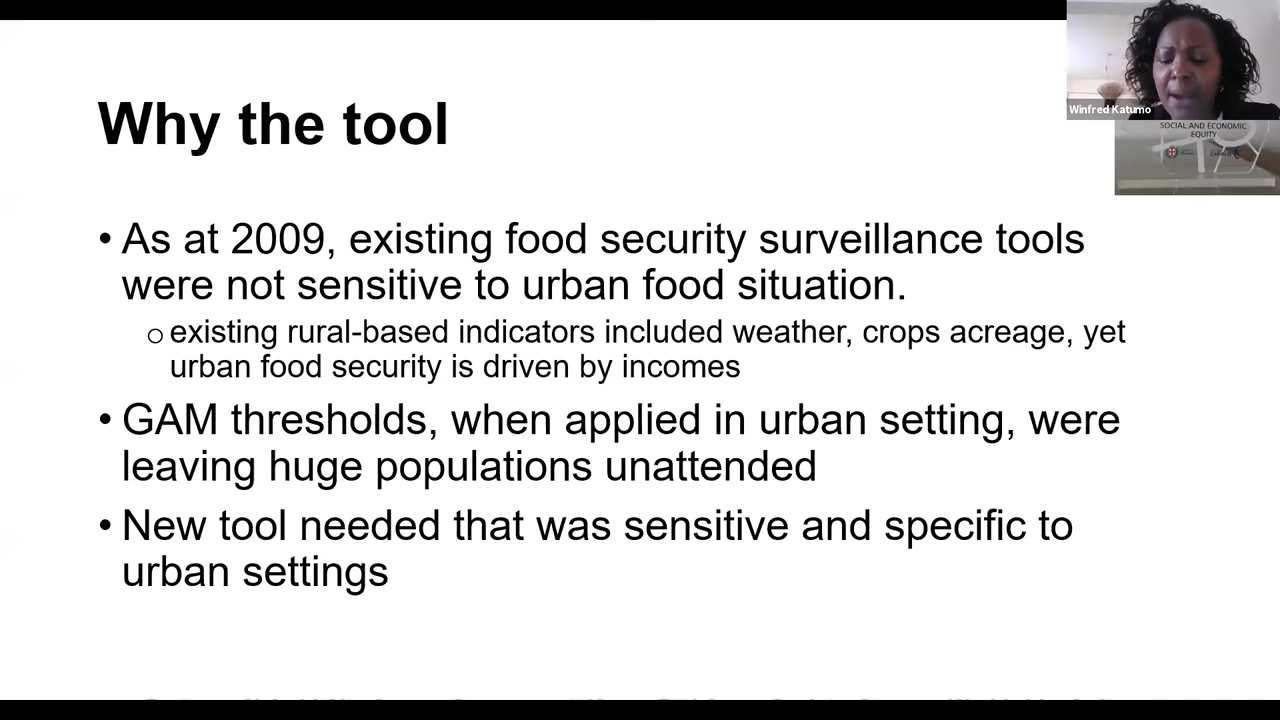 Why the tool
Winfred Katumo
SOCIAL AND ECONOMIC
EQUITY
• As at 2009, existing food security surveillance tools
were not sensitive to urban food situation.
o existing rural-based indicators included weather, crops acreage, yet
urban food security is driven by incomes
• GAM thresholds, when applied in urban setting, were
leaving huge populations unattended
• New tool needed that was sensitive and specific to
urban settings